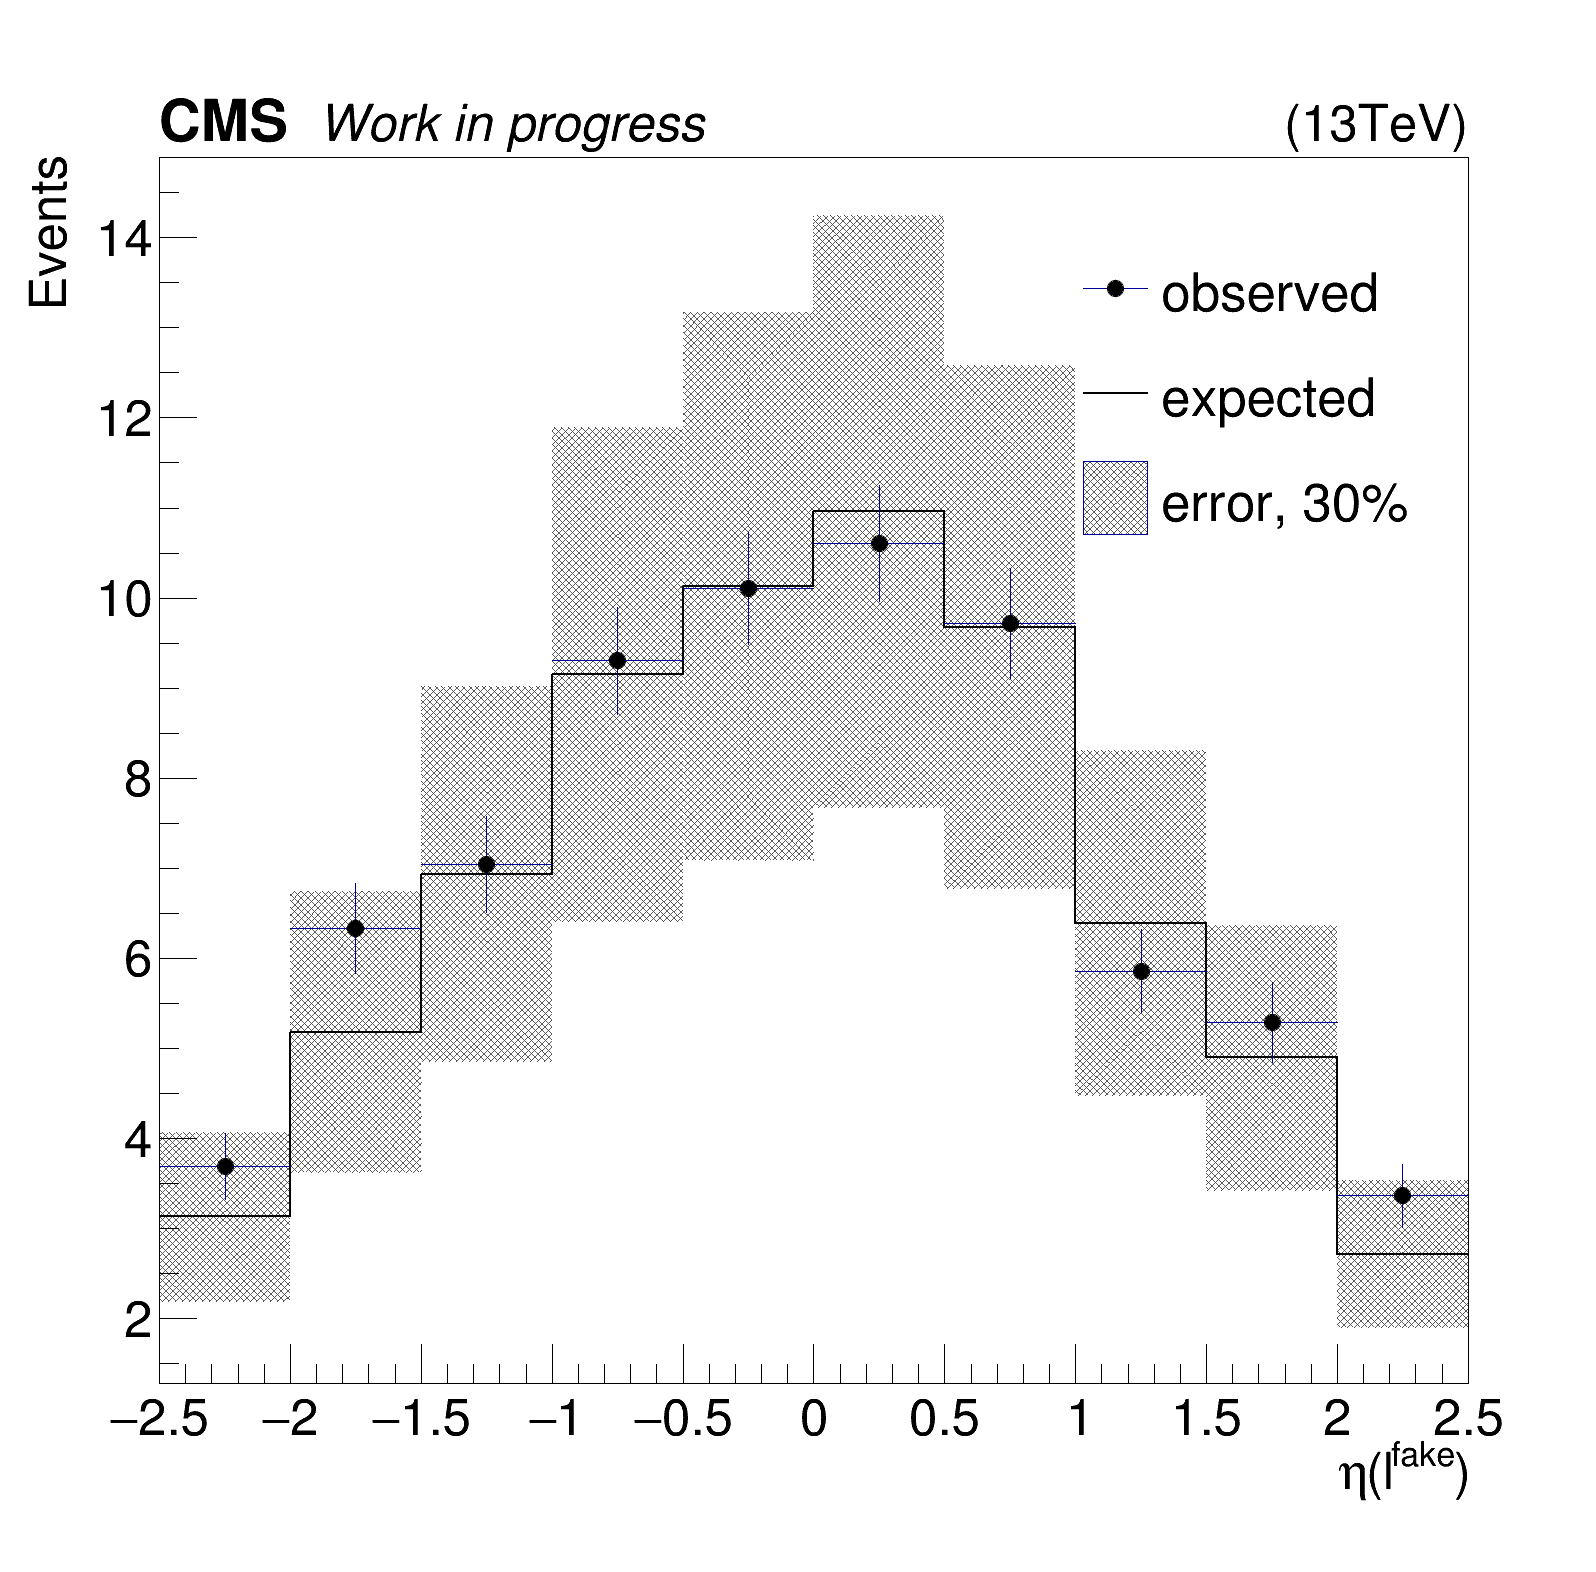 CMS Work in progress (13TeV)
Events
14
12
10
8
6
4
2
observed
expected
error, 30%
−2.5 −2 −1.5 −1 −0.5 0 0.5 1 1.5 2 2.5
η(l^fake)